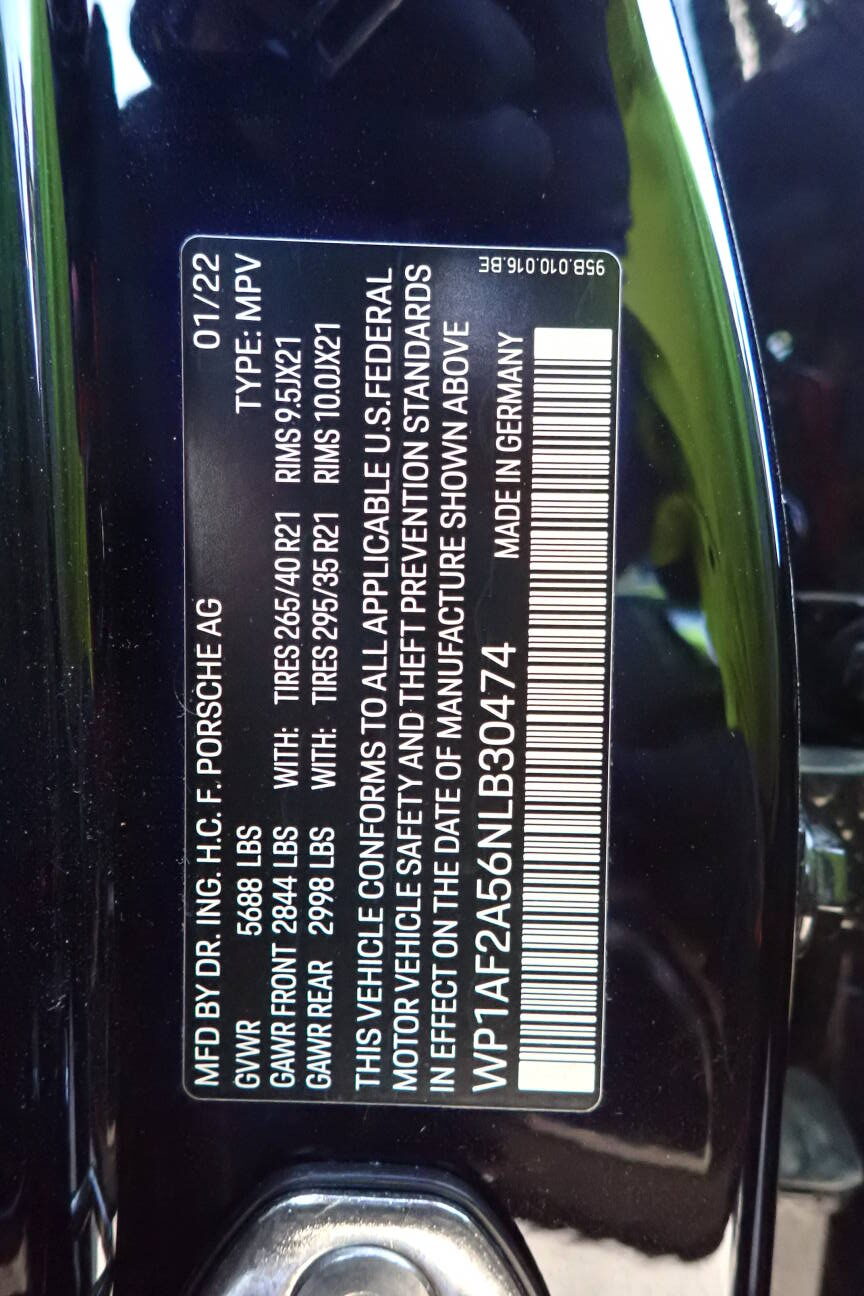 MFD BY DR. ING. H.C. F. PORSCHE AG 01/22
GVWR 5688 LBS TYPE: MPV
GAWR FRONT 2844 LBS WITH: TIRES 265/40 R21 RIMS 9.5JX21
GAWR REAR 2998 LBS WITH: TIRES 295/35 R21 RIMS 10.0JX21
THIS VEHICLE CONFORMS TO ALL APPLICABLE U.S.FEDERAL
MOTOR VEHICLE SAFETY AND THEFT PREVENTION STANDARDS
IN EFFECT ON THE DATE OF MANUFACTURE SHOWN ABOVE
WP1AF2A56NLB30474 MADE IN GERMANY
95B.010.016.BE